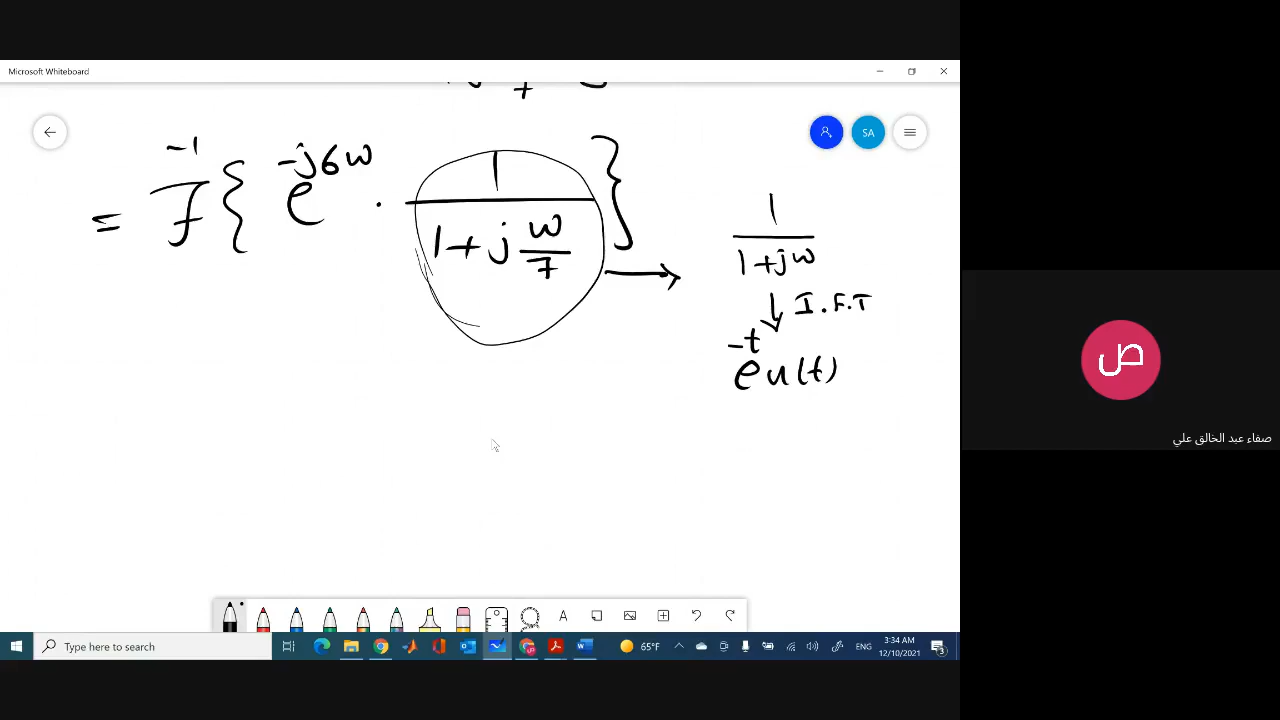 Microsoft Whiteboard
SA
= F^{-1} { e^{-j6w} · 1 / (1 + j w/7) }
1 / (1 + jw)
↓ I.F.T
e^{-t} u(t)
ص
صفاء عبد الخالق علي
A
Type here to search
65°F
ENG
3:34 AM
12/10/2021
3